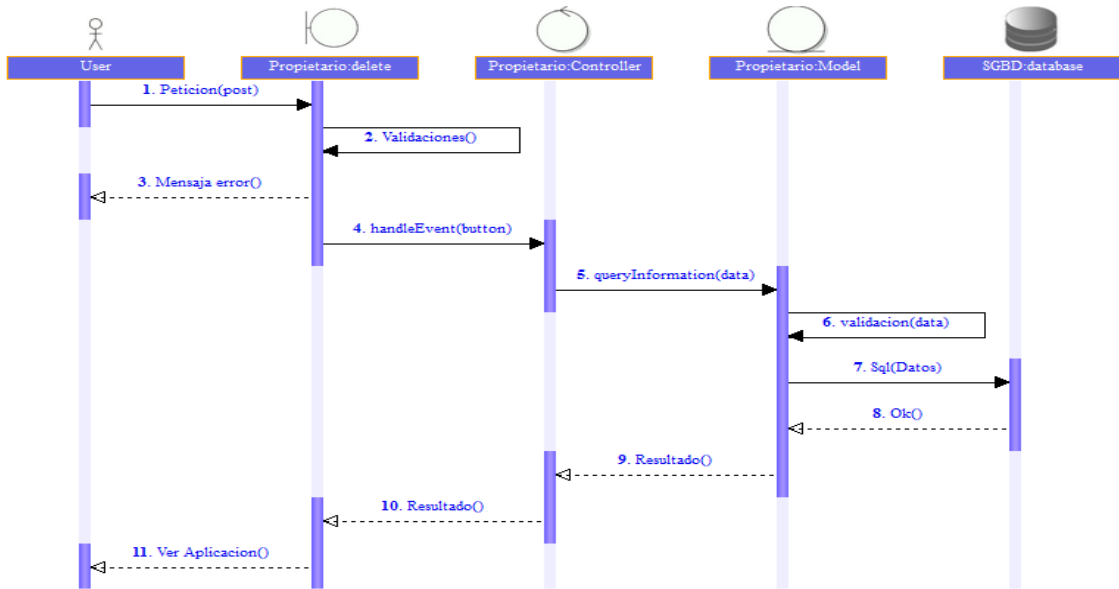 User
Propietario:delete
Propietario:Controller
Propietario:Model
SGBD:database
1. Peticion(post)
2. Validaciones()
3. Mensaja error()
4. handleEvent(button)
5. queryInformation(data)
6. validacion(data)
7. Sql(Datos)
8. Ok()
9. Resultado()
10. Resultado()
11. Ver Aplicacion()